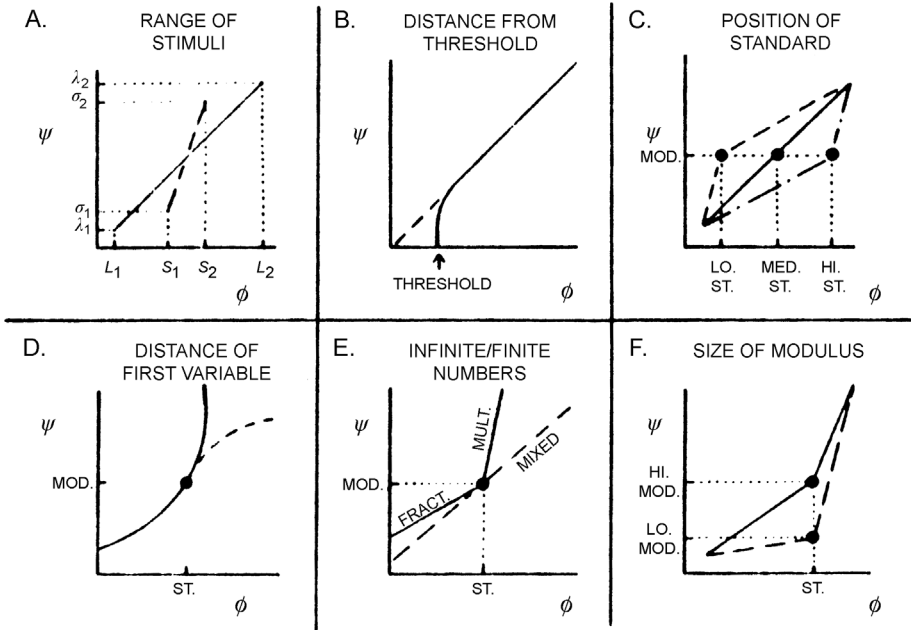 A.
RANGE OF
STIMULI
λ₂
σ₂
ψ
σ₁
λ₁
L₁ S₁ S₂ L₂
ϕ
B.
DISTANCE FROM
THRESHOLD
ψ
THRESHOLD
ϕ
C.
POSITION OF
STANDARD
ψ
MOD.
LO. MED. HI.
ST. ST. ST.
ϕ
D.
DISTANCE OF
FIRST VARIABLE
ψ
MOD.
ST.
ϕ
E.
INFINITE/FINITE
NUMBERS
ψ
MULT.
MIXED
MOD.
FRACT.
ST.
ϕ
F.
SIZE OF MODULUS
ψ
HI.
MOD.
LO.
MOD.
ST.
ϕ